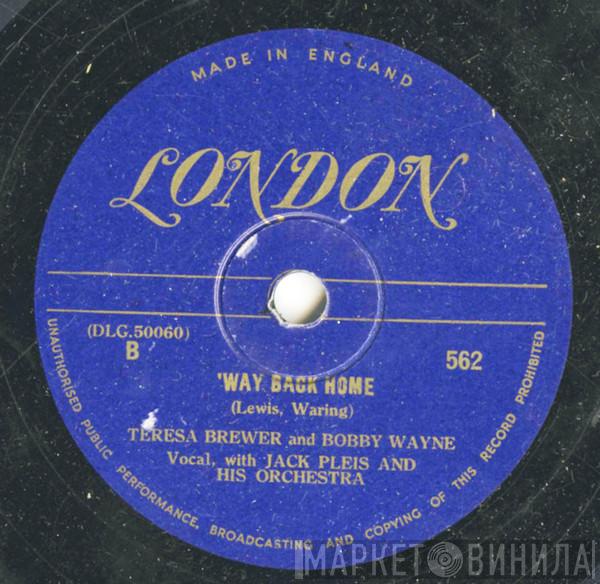 MADE IN ENGLAND
LONDON
(DLG.50060)
B
562
'WAY BACK HOME
(Lewis, Waring)
TERESA BREWER and BOBBY WAYNE
Vocal, with JACK PLEIS AND
HIS ORCHESTRA
UNAUTHORISED PUBLIC PERFORMANCE, BROADCASTING AND COPYING OF THIS RECORD PROHIBITED
МАРКЕТ ВИНИЛА